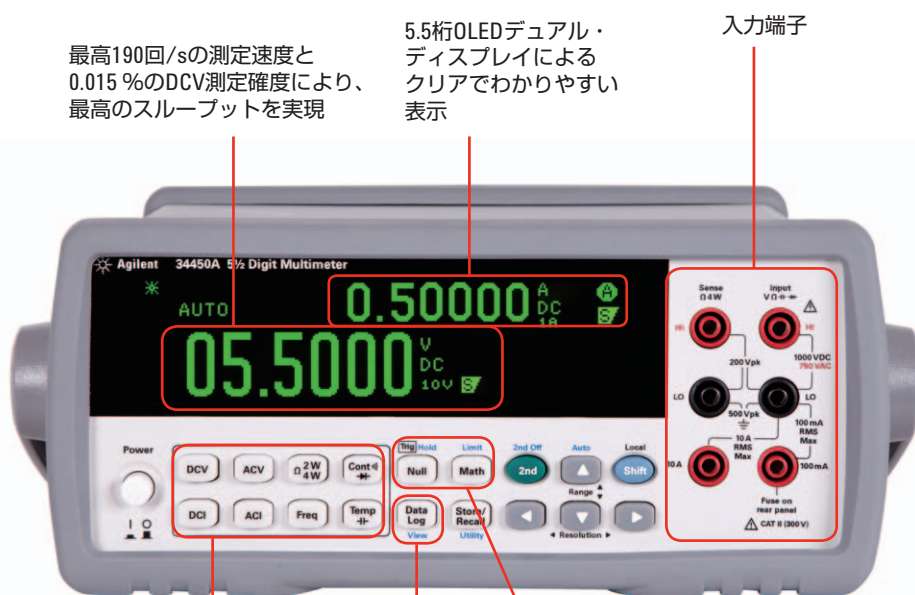 最高190回/sの測定速度と
0.015 %のDCV測定確度により、
最高のスループットを実現
5.5桁OLEDデュアル・
ディスプレイによる
クリアでわかりやすい
表示
入力端子
Agilent 34450A 5½ Digit Multimeter
AUTO
0.50000 A DC 1A A S
05.5000 V DC 10V S
Sense Ω 4 W
Input V Ω
HI HI
200 Vpk
1000 VDC
750 VAC
LO LO
500 Vpk
10 A RMS Max
100 mA RMS Max
10 A
100 mA
Fuse on rear panel
CAT II (300 V)
Power
I O
Trig Hold Limit 2nd Off Auto Local
DCV ACV Ω 2 W 4 W Cont Null Math 2nd Shift
Range
DCI ACI Freq Temp Data Log Store/ Recall
View Utility Resolution